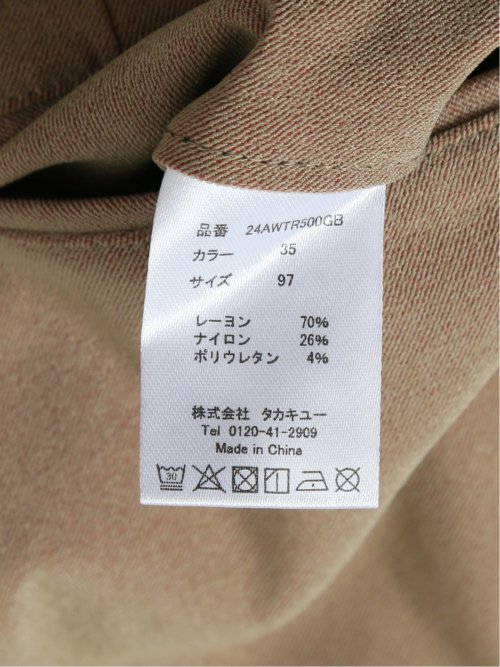 品番 24AWTR500GB
カラー 35
サイズ 97
レーヨン 70%
ナイロン 26%
ポリウレタン 4%
株式会社 タカキユー
Tel 0120-41-2909
Made in China
30